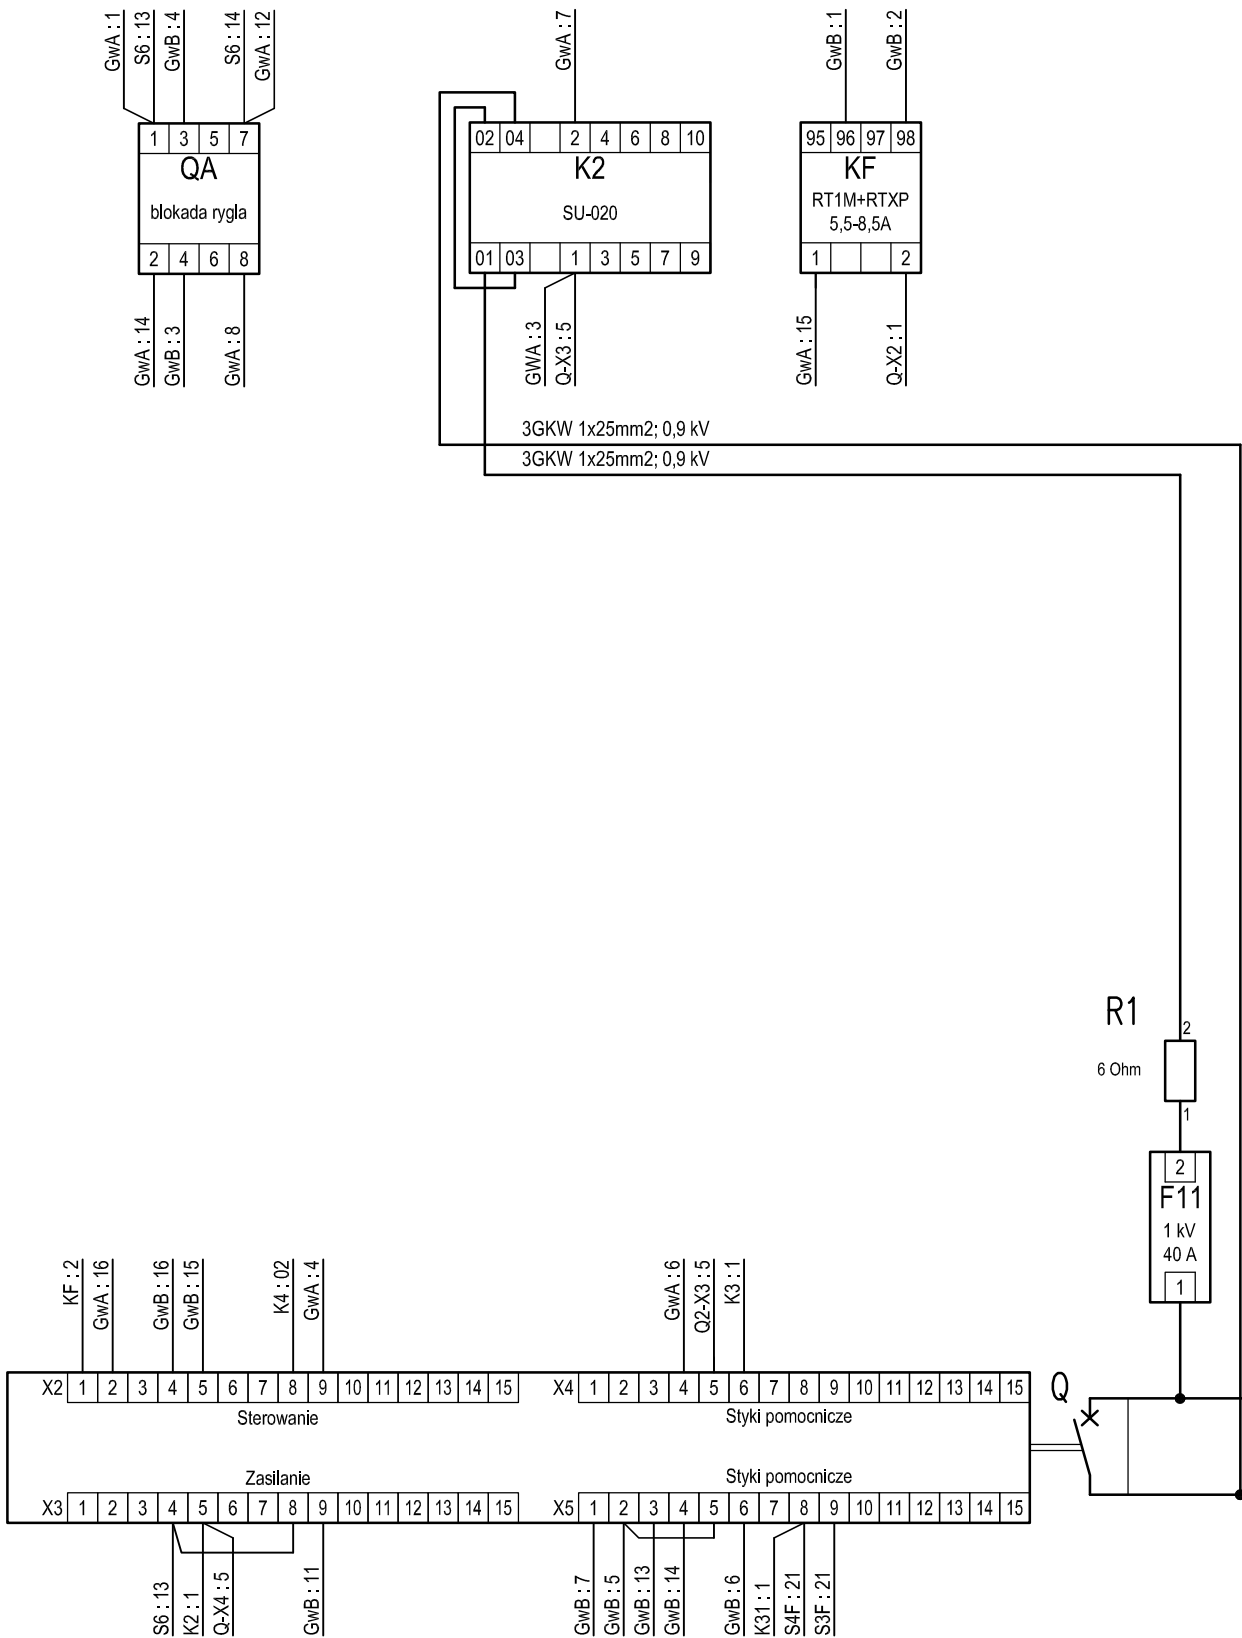 GwA : 1
S6 : 13
GwB : 4
S6 : 14
GwA : 12
GwA : 7
GwB : 1
GwB : 2
1 3 5 7
QA
blokada rygla
2 4 6 8
GwA : 14
GwB : 3
GwA : 8
02 04 2 4 6 8 10
K2
SU-020
01 03 1 3 5 7 9
GWA : 3
Q-X3 : 5
95 96 97 98
KF
RT1M+RTXP
5,5-8,5A
1 2
GwA : 15
Q-X2 : 1
3GKW 1x25mm2; 0,9 kV
3GKW 1x25mm2; 0,9 kV
R1
2
6 Ohm
1
2
F11
1 kV
40 A
1
KF : 2
GwA : 16
GwB : 16
GwB : 15
K4 : 02
GwA : 4
GwA : 6
Q2-X3 : 5
K3 : 1
X2 1 2 3 4 5 6 7 8 9 10 11 12 13 14 15
Sterowanie
X4 1 2 3 4 5 6 7 8 9 10 11 12 13 14 15
Styki pomocnicze
Q
Zasilanie
X3 1 2 3 4 5 6 7 8 9 10 11 12 13 14 15
Styki pomocnicze
X5 1 2 3 4 5 6 7 8 9 10 11 12 13 14 15
S6 : 13
K2 : 1
Q-X4 : 5
GwB : 11
GwB : 7
GwB : 5
GwB : 13
GwB : 14
GwB : 6
K31 : 1
S4F : 21
S3F : 21